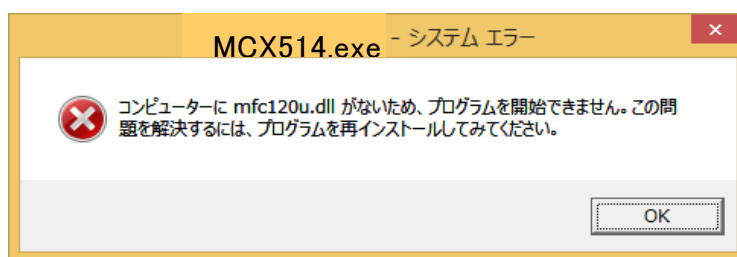 MCX514.exe - システム エラー
コンピューターに mfc120u.dll がないため、プログラムを開始できません。この問
題を解決するには、プログラムを再インストールしてみてください。
OK